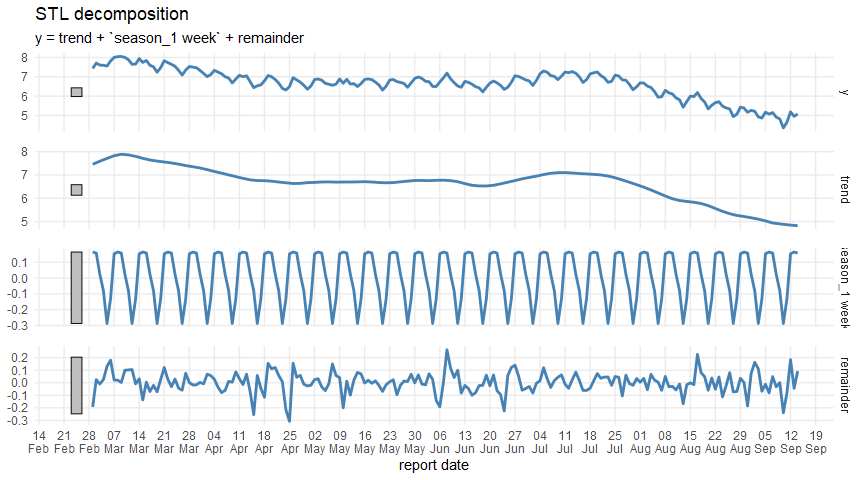 STL decomposition
y = trend + `season_1 week` + remainder
8
7
6
5
y
8
7
6
5
trend
0.1
0.0
-0.1
-0.2
-0.3
season_1 week
0.2
0.1
0.0
-0.1
-0.2
-0.3
remainder
14 21 28 07 14 21 28 04 11 18 25 02 09 16 23 30 06 13 20 27 04 11 18 25 01 08 15 22 29 05 12 19
Feb Feb Feb Mar Mar Mar Mar Apr Apr Apr Apr May May May May May Jun Jun Jun Jun Jul Jul Jul Jul Aug Aug Aug Aug Aug Sep Sep Sep
report date